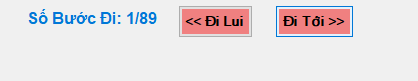 Số Bước Đi: 1/89 << Đi Lui Đi Tới >>